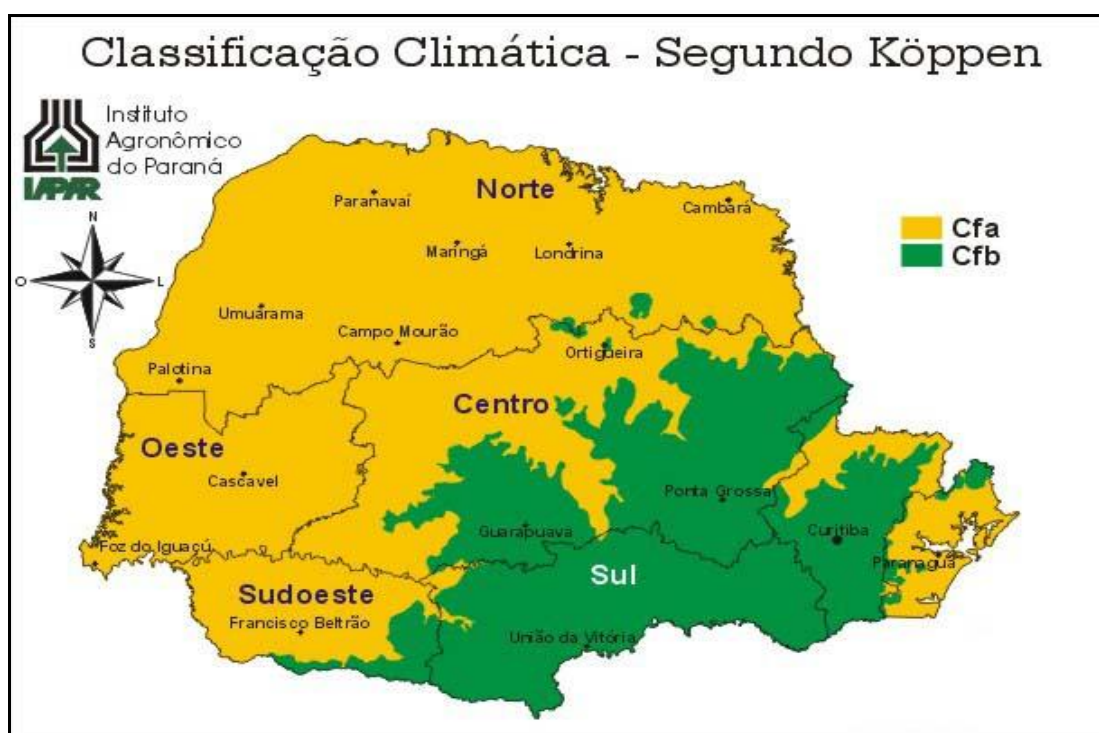 Classificação Climática - Segundo Köppen
Instituto
Agronômico
do Paraná
IAPAR
N
O
L
S
Cfa
Cfb
Norte
Paranavaí
Cambará
Maringá
Londrina
Umuarama
Campo Mourão
Ortigueira
Palotina
Centro
Oeste
Cascavel
Ponta Grossa
Guarapuava
Curitiba
Foz do Iguaçú
Paranaguá
Sul
Sudoeste
Francisco Beltrão
União da Vitória